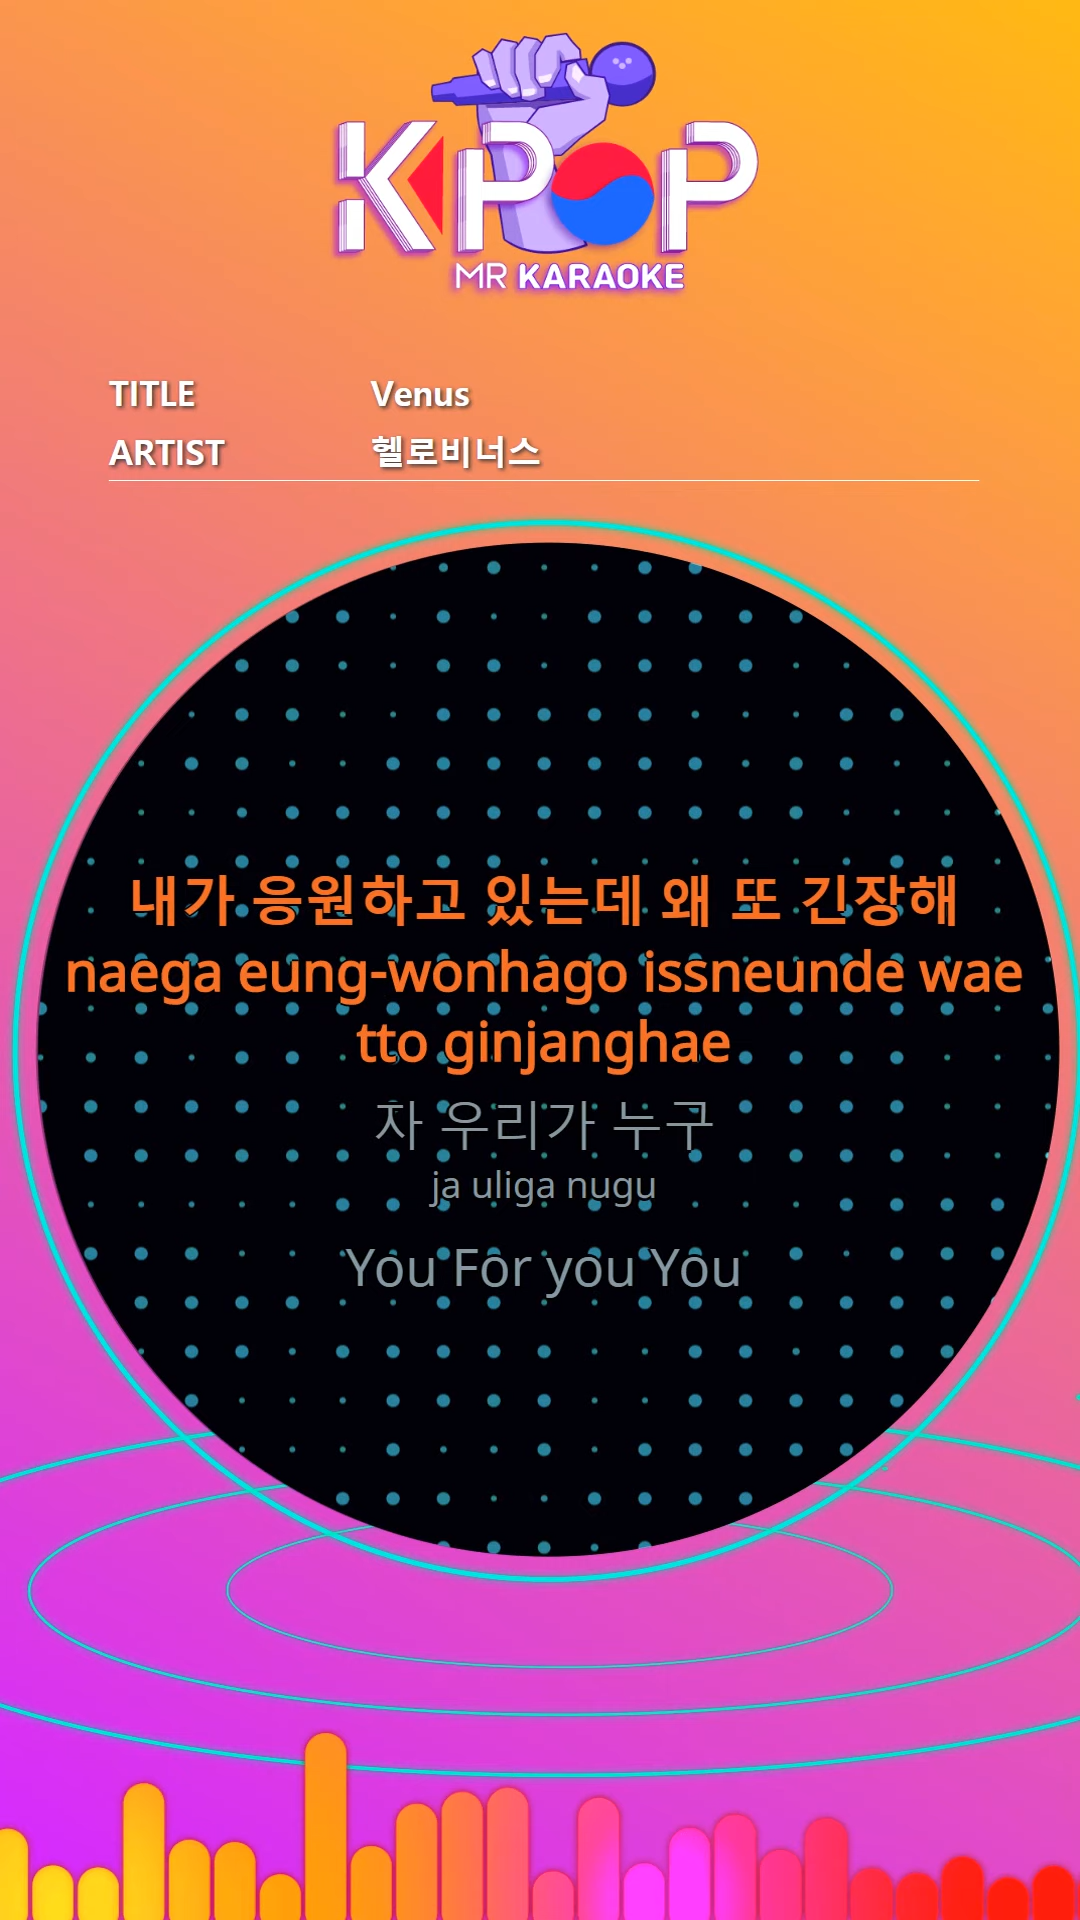 KPOP
MR KARAOKE
TITLE Venus
ARTIST 헬로비너스
내가 응원하고 있는데 왜 또 긴장해
naega eung-wonhago issneunde wae
tto ginjanghae
자 우리가 누구
ja uliga nugu
You For you You